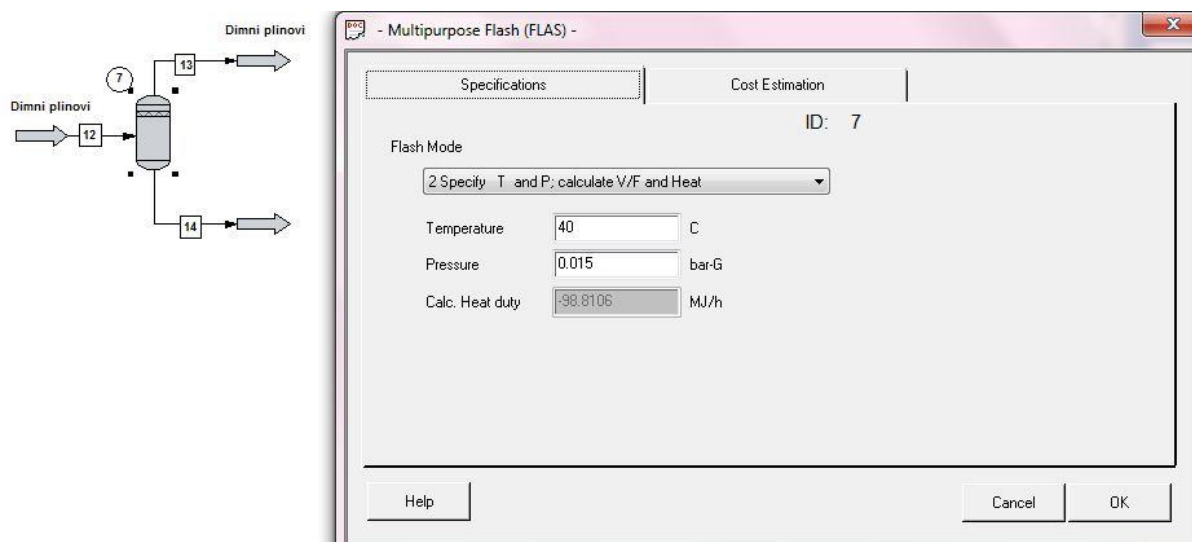 Dimni plinovi
13
7
Dimni plinovi
12
14
DOC
- Multipurpose Flash (FLAS) -
Specifications
Cost Estimation
ID: 7
Flash Mode
2 Specify T and P; calculate V/F and Heat
Temperature 40 C
Pressure 0.015 bar-G
Calc. Heat duty -98.8106 MJ/h
Help
Cancel
OK